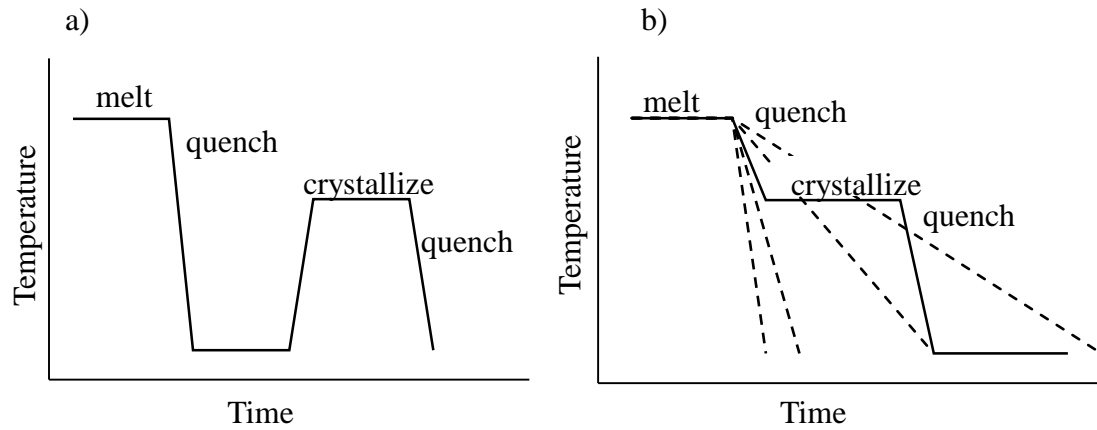 a)
melt
quench
crystallize
quench
Temperature
Time
b)
melt
quench
crystallize
quench
Temperature
Time